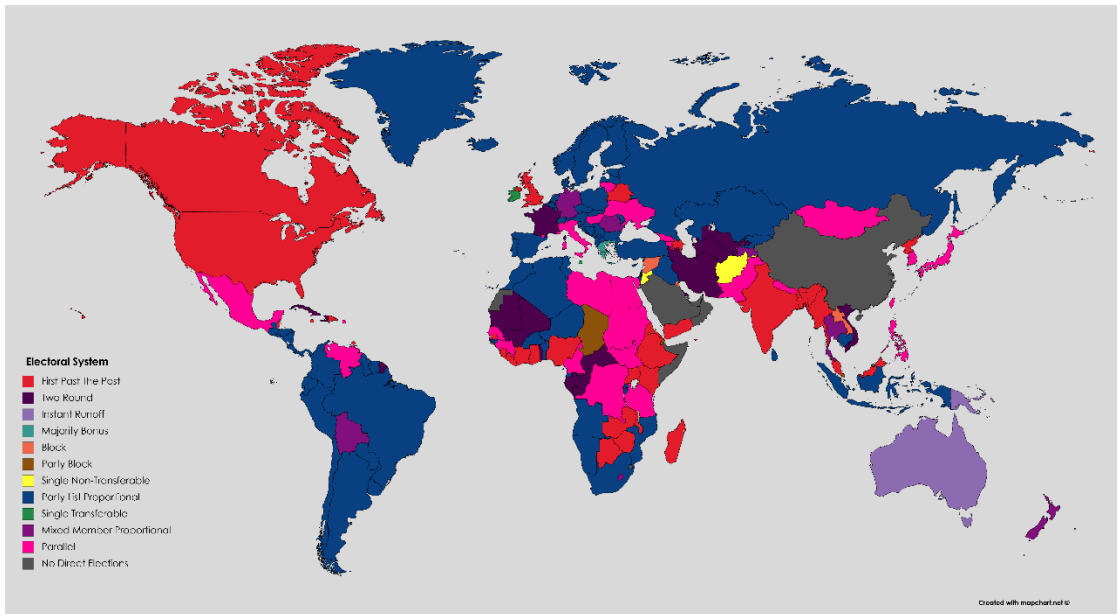 Electoral System
First Past The Post
Two Round
Instant Runoff
Majority Bonus
Block
Party Block
Single Non-Transferable
Party List Proportional
Single Transferable
Mixed Member Proportional
Parallel
No Direct Elections
Created with mapchart.net ©